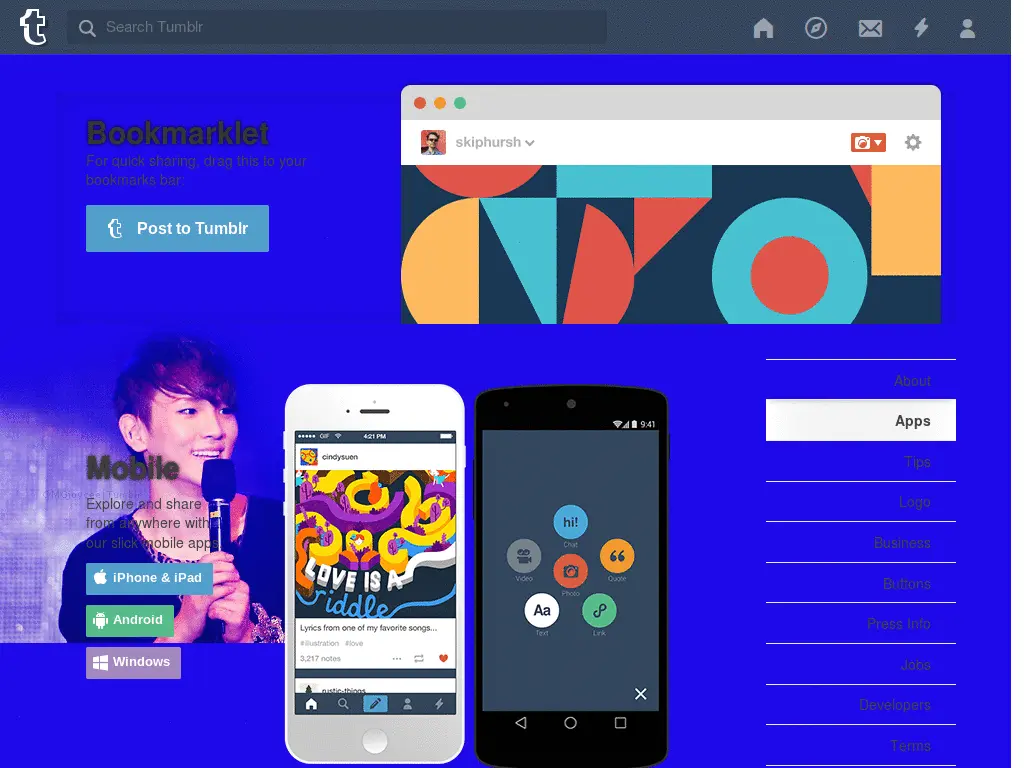 Search Tumblr
Bookmarklet
For quick sharing, drag this to your
bookmarks bar:
Post to Tumblr
skiphursh
Mobile
Explore and share
from anywhere with
our slick mobile apps
iPhone & iPad
Android
Windows
GIF
4:21 PM
cindysuen
LOVE IS A
riddle
Lyrics from one of my favorite songs...
#illustration #love
3,217 notes
rustic-things
9:41
hi!
Chat
Video
Quote
Photo
Aa
Text
Link
About
Apps
Tips
Logo
Business
Buttons
Press Info
Jobs
Developers
Terms